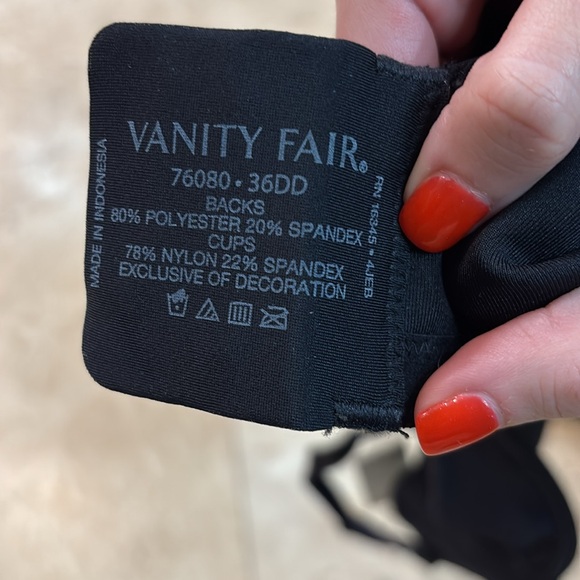 VANITY FAIR®
76080 • 36DD
BACKS
80% POLYESTER 20% SPANDEX
CUPS
78% NYLON 22% SPANDEX
EXCLUSIVE OF DECORATION
MADE IN INDONESIA
RN 16345 • 4JEB